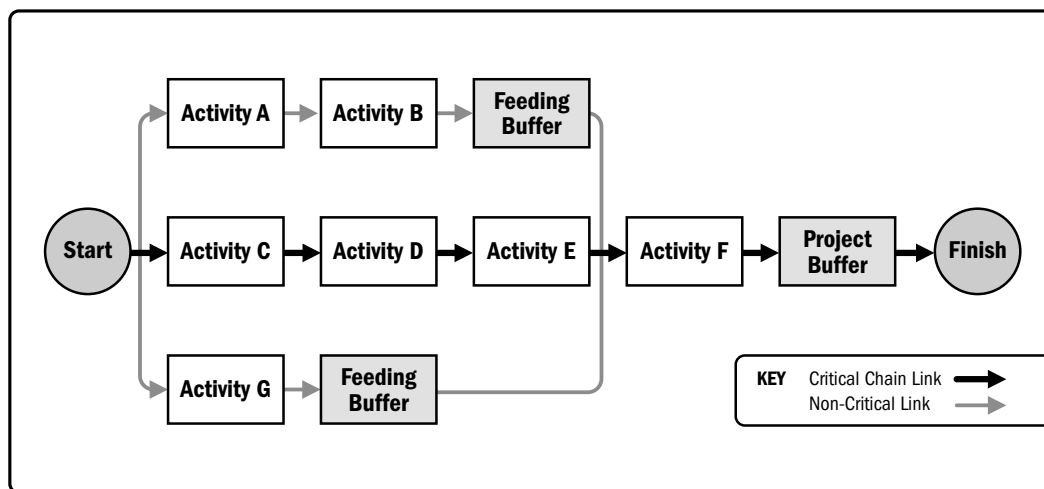 Activity A
Activity B
Feeding
Buffer
Start
Activity C
Activity D
Activity E
Activity F
Project
Buffer
Finish
Activity G
Feeding
Buffer
KEY Critical Chain Link
Non-Critical Link